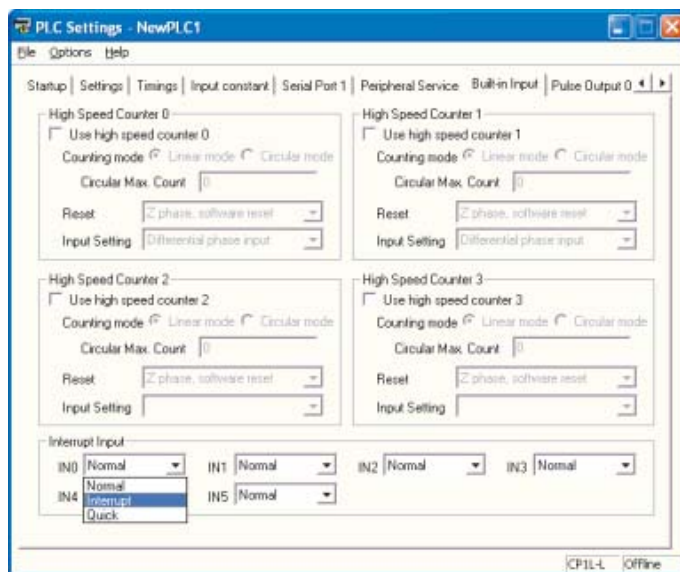 PLC Settings - NewPLC1
File Options Help
Startup Settings Timings Input constant Serial Port 1 Peripheral Service Built-in Input Pulse Output 0
High Speed Counter 0
Use high speed counter 0
Counting mode Linear mode Circular mode
Circular Max. Count 0
Reset Z phase, software reset
Input Setting Differential phase input
High Speed Counter 1
Use high speed counter 1
Counting mode Linear mode Circular mode
Circular Max. Count 0
Reset Z phase, software reset
Input Setting Differential phase input
High Speed Counter 2
Use high speed counter 2
Counting mode Linear mode Circular mode
Circular Max. Count 0
Reset Z phase, software reset
Input Setting
High Speed Counter 3
Use high speed counter 3
Counting mode Linear mode Circular mode
Circular Max. Count 0
Reset Z phase, software reset
Input Setting
Interrupt Input
IN0 Normal IN1 Normal IN2 Normal IN3 Normal
Normal
IN4 Interrupt IN5 Normal
Quick
CP1L-L Offline